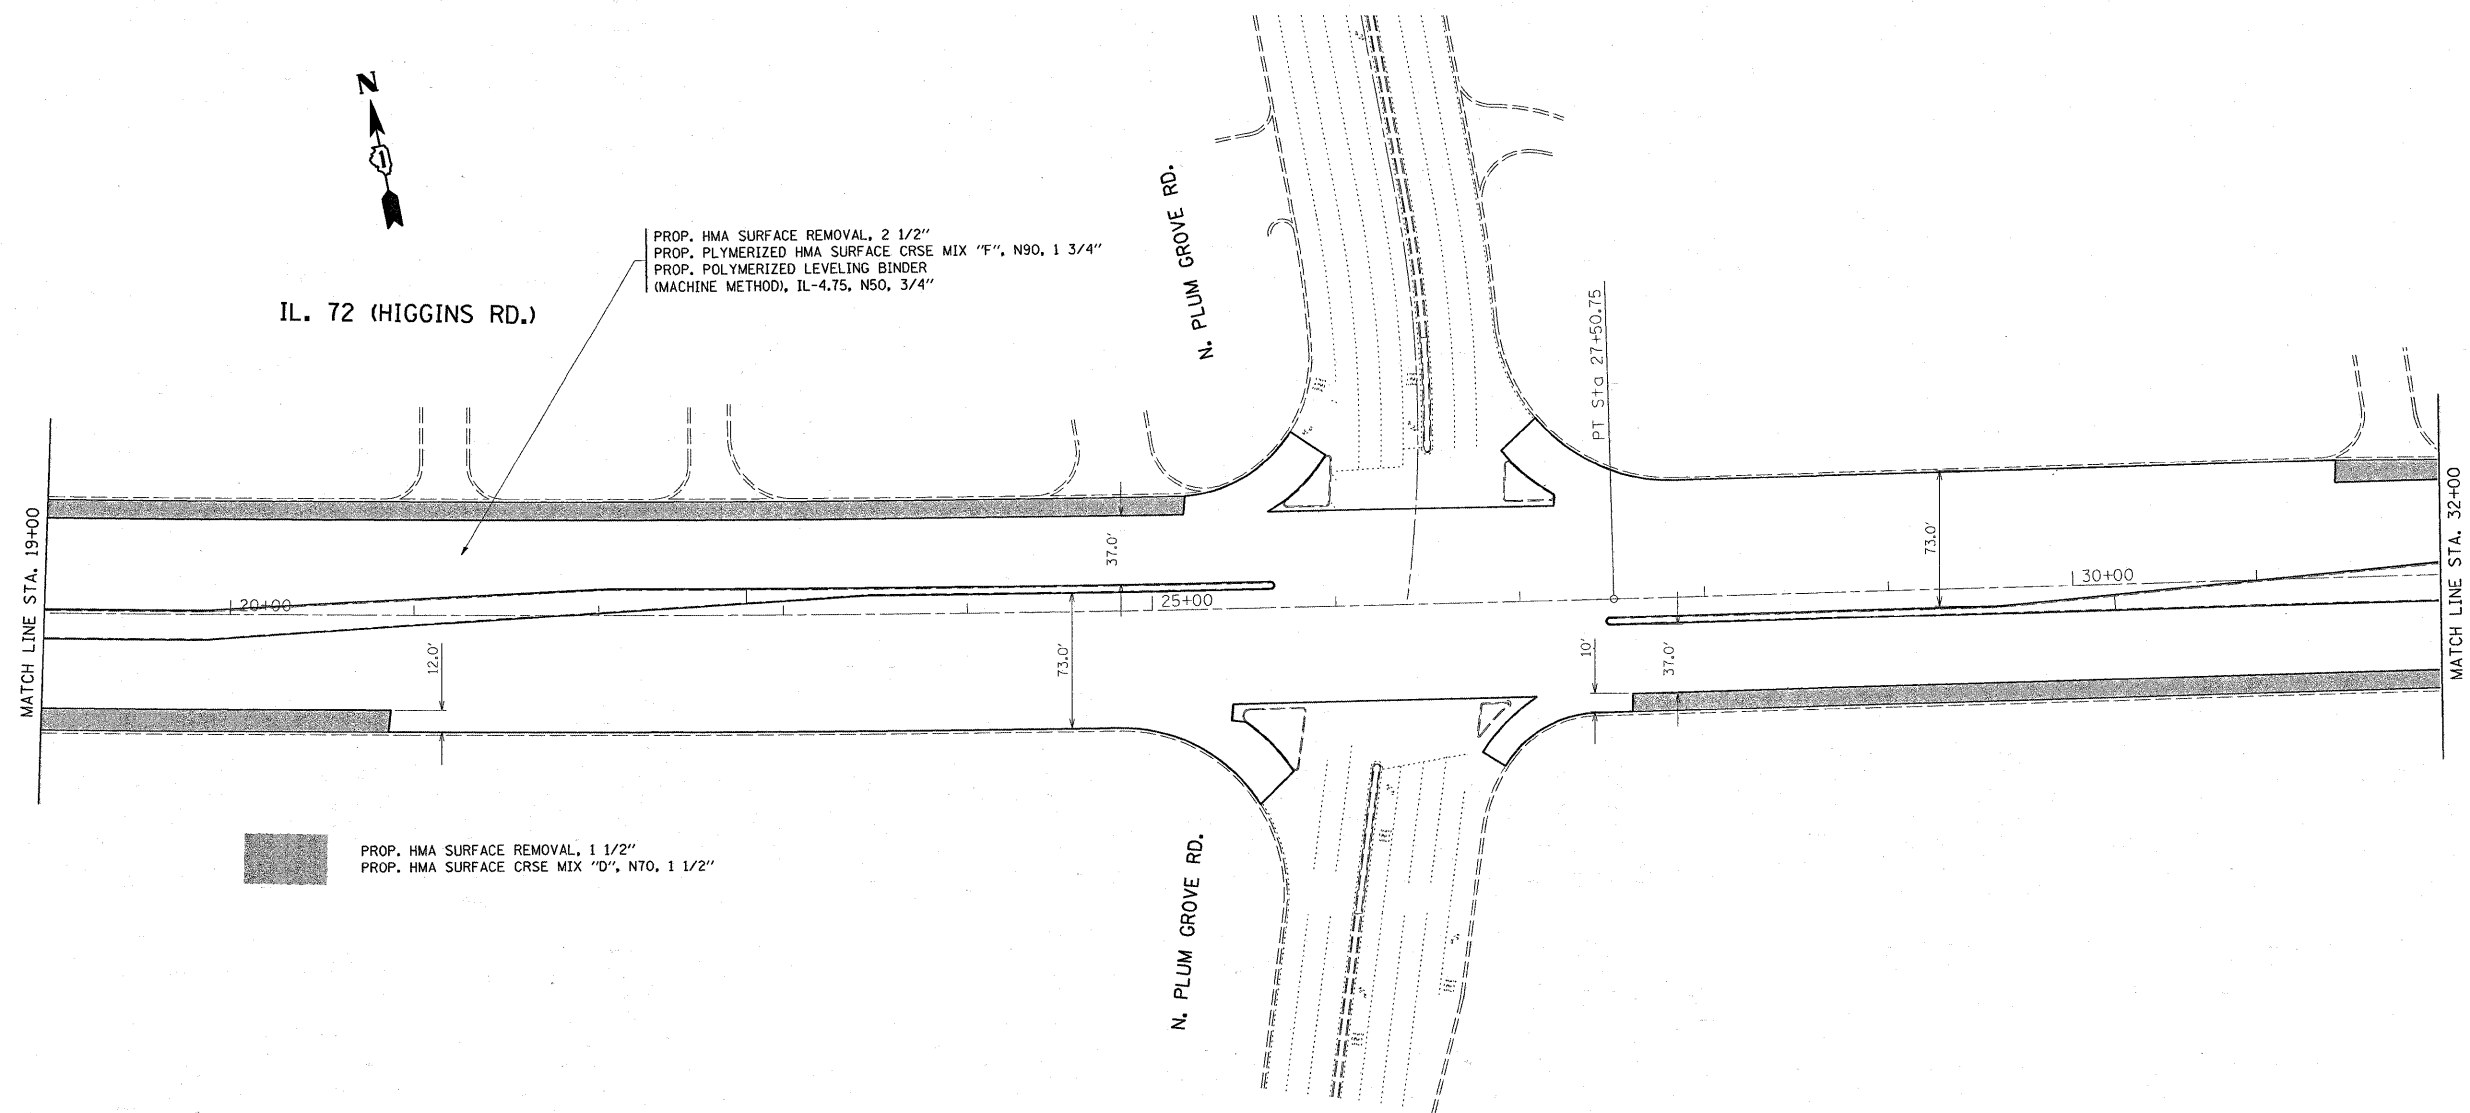 N
1
PROP. HMA SURFACE REMOVAL, 2 1/2"
PROP. PLYMERIZED HMA SURFACE CRSE MIX "F", N90, 1 3/4"
PROP. POLYMERIZED LEVELING BINDER
(MACHINE METHOD), IL-4.75, N50, 3/4"
IL. 72 (HIGGINS RD.)
N. PLUM GROVE RD.
PT Sta 27+50.75
MATCH LINE STA. 19+00
37.0'
73.0'
MATCH LINE STA. 32+00
20+00
25+00
30+00
12.0'
73.0'
10'
37.0'
PROP. HMA SURFACE REMOVAL, 1 1/2"
PROP. HMA SURFACE CRSE MIX "D", N70, 1 1/2"
N. PLUM GROVE RD.